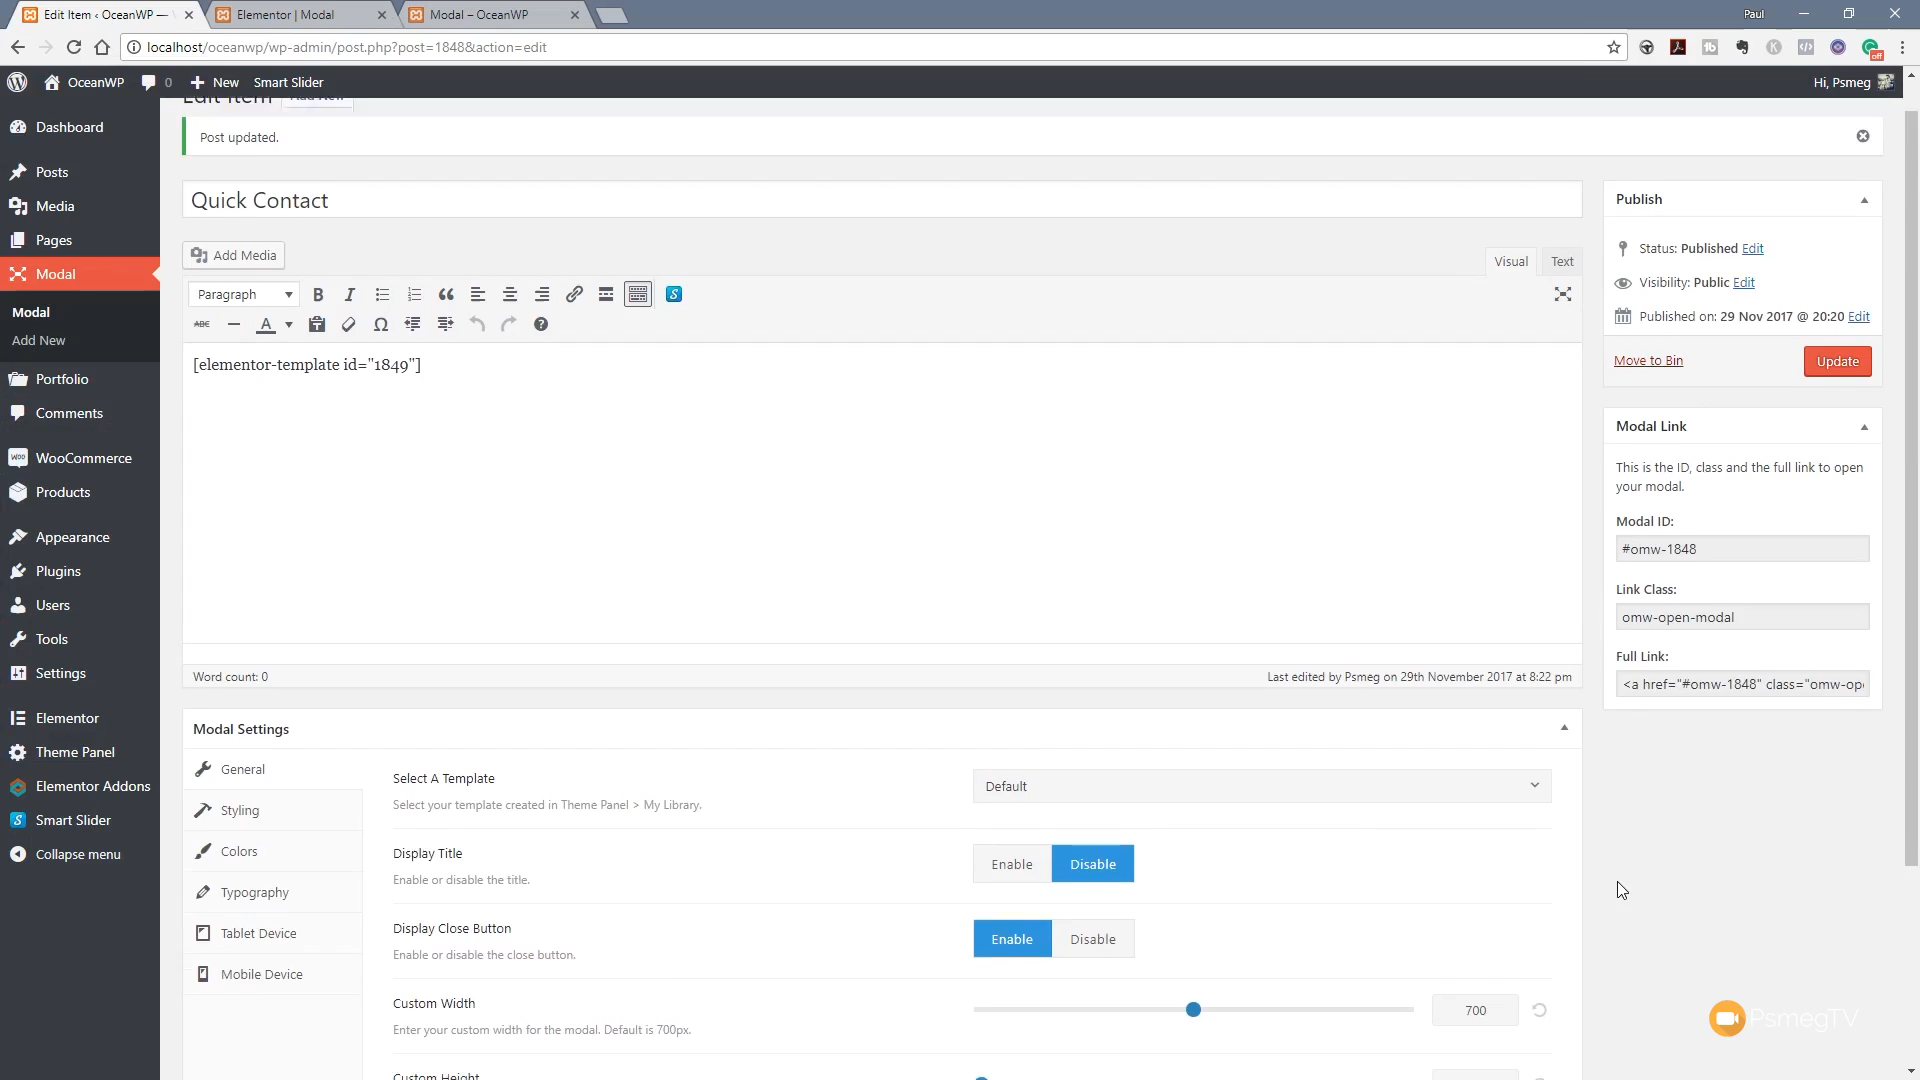 Edit Item ‹ OceanWP —
Elementor | Modal
Modal – OceanWP
Paul
localhost/oceanwp/wp-admin/post.php?post=1848&action=edit
off
OceanWP
0
New
Smart Slider
Hi, Psmeg
Edit Item
Add New
Dashboard
Posts
Media
Pages
Modal
Modal
Add New
Portfolio
Comments
WooCommerce
Products
Appearance
Plugins
Users
Tools
Settings
Elementor
Theme Panel
Elementor Addons
Smart Slider
Collapse menu
Post updated.
Quick Contact
Add Media
Visual
Text
Paragraph
B
I
S
ABC
A
[elementor-template id="1849"]
Word count: 0
Last edited by Psmeg on 29th November 2017 at 8:22 pm
Modal Settings
General
Styling
Colors
Typography
Tablet Device
Mobile Device
Select A Template
Select your template created in Theme Panel > My Library.
Default
Display Title
Enable or disable the title.
Enable
Disable
Display Close Button
Enable or disable the close button.
Enable
Disable
Custom Width
Enter your custom width for the modal. Default is 700px.
700
Custom Height
Publish
Status: Published Edit
Visibility: Public Edit
Published on: 29 Nov 2017 @ 20:20 Edit
Move to Bin
Update
Modal Link
This is the ID, class and the full link to open
your modal.
Modal ID:
#omw-1848
Link Class:
omw-open-modal
Full Link:
<a href="#omw-1848" class="omw-op
PsmegTV